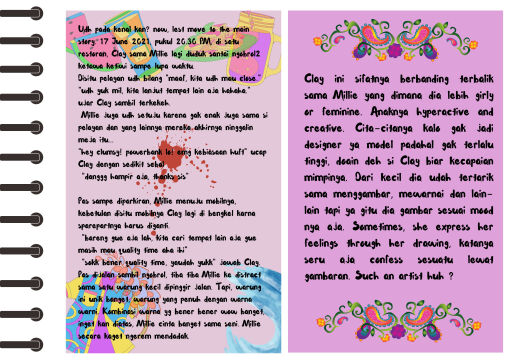 Udh pada kenal kan? now, lest move to the main
story. 17 June 2021, pukul 20.30 PM, di satu
restoran, Clay sama Millie lagi duduk santai ngobrol2
ketawa ketiwi sampe lupa waktu.
Disitu pelayan udh bilang "maaf, kita udh mau close."
"udh yuk mil, kita lanjut tempat lain aja hahaha."
ujar Clay sambil terkekeh.
Millie juga udh setuju karena gak enak juga sama si
pelayan dan yang lainnya mereka akhirnya ninggalin
meja itu...
"hey clumsy! powerbank lo! emg kebiasaan huft" ucap
Clay dengan sedikit sebal
"danggg hampir aja, thanks sis"
Pas sampe diparkiran, Millie menuju mobilnya,
kebetulan disitu mobilnya Clay lagi di bengkel karna
sparepartnya harus diganti.
"bareng gue aja lah, kita cari tempat lain aja gue
masih mau quality time aha ihi"
"sokk bener quality time, yaudah yukk" jawab Clay.
Pas dijalan sambil ngobrol, tiba tiba Millie ke distract
sama satu warung kecil dipinggir jalan. Tapi, warung
ini unik banget, warung yang penuh dengan warna
warni. Kombinasi warna yg bener bener wow banget,
inget kan diatas, Millie cinta banget sama seni. Millie
secara kaget ngerem mendadak.
Clay ini sifatnya berbanding terbalik
sama Millie yang dimana dia lebih girly
or feminine. Anaknya hyperactive and
creative. Cita-citanya kalo gak jadi
designer ya model padahal gak terlalu
tinggi, doain deh si Clay biar kecapaian
mimpinya. Dari kecil dia udah tertarik
sama menggambar, mewarnai dan lain-
lain tapi ya gitu dia gambar sesuai mood
nya aja. Sometimes, she express her
feelings through her drawing, katanya
seru aja confess sesuatu lewat
gambaran. Such an artist huh ?